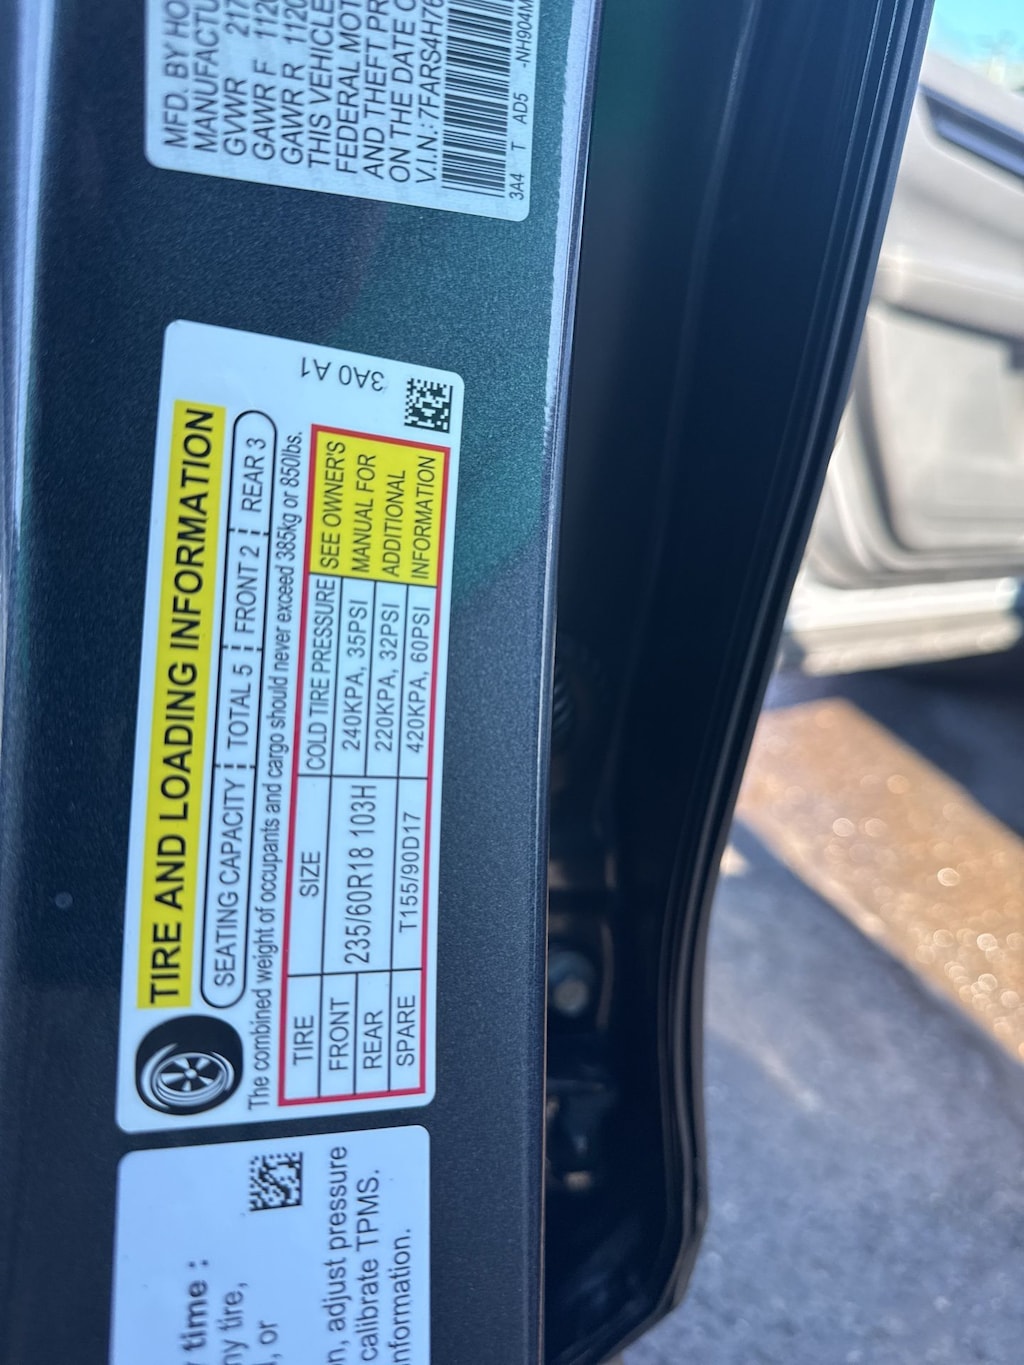 MFD. BY HO
MANUFACTU
GVWR 217
GAWR F 1120
GAWR R 1120
THIS VEHICLE
FEDERAL MOT
AND THEFT PR
ON THE DATE O
V.I.N.:7FARS4H76
3A4 T AD5 -NH904M
TIRE AND LOADING INFORMATION
SEATING CAPACITY TOTAL 5 FRONT 2 REAR 3
The combined weight of occupants and cargo should never exceed 385kg or 850lbs.
TIRE SIZE COLD TIRE PRESSURE SEE OWNER'S
FRONT 235/60R18 103H 240KPA, 35PSI MANUAL FOR
REAR 220KPA, 32PSI ADDITIONAL
SPARE T155/90D17 420KPA, 60PSI INFORMATION
3A0 A1
time :
ny tire,
, or
n, adjust pressure
calibrate TPMS.
nformation.